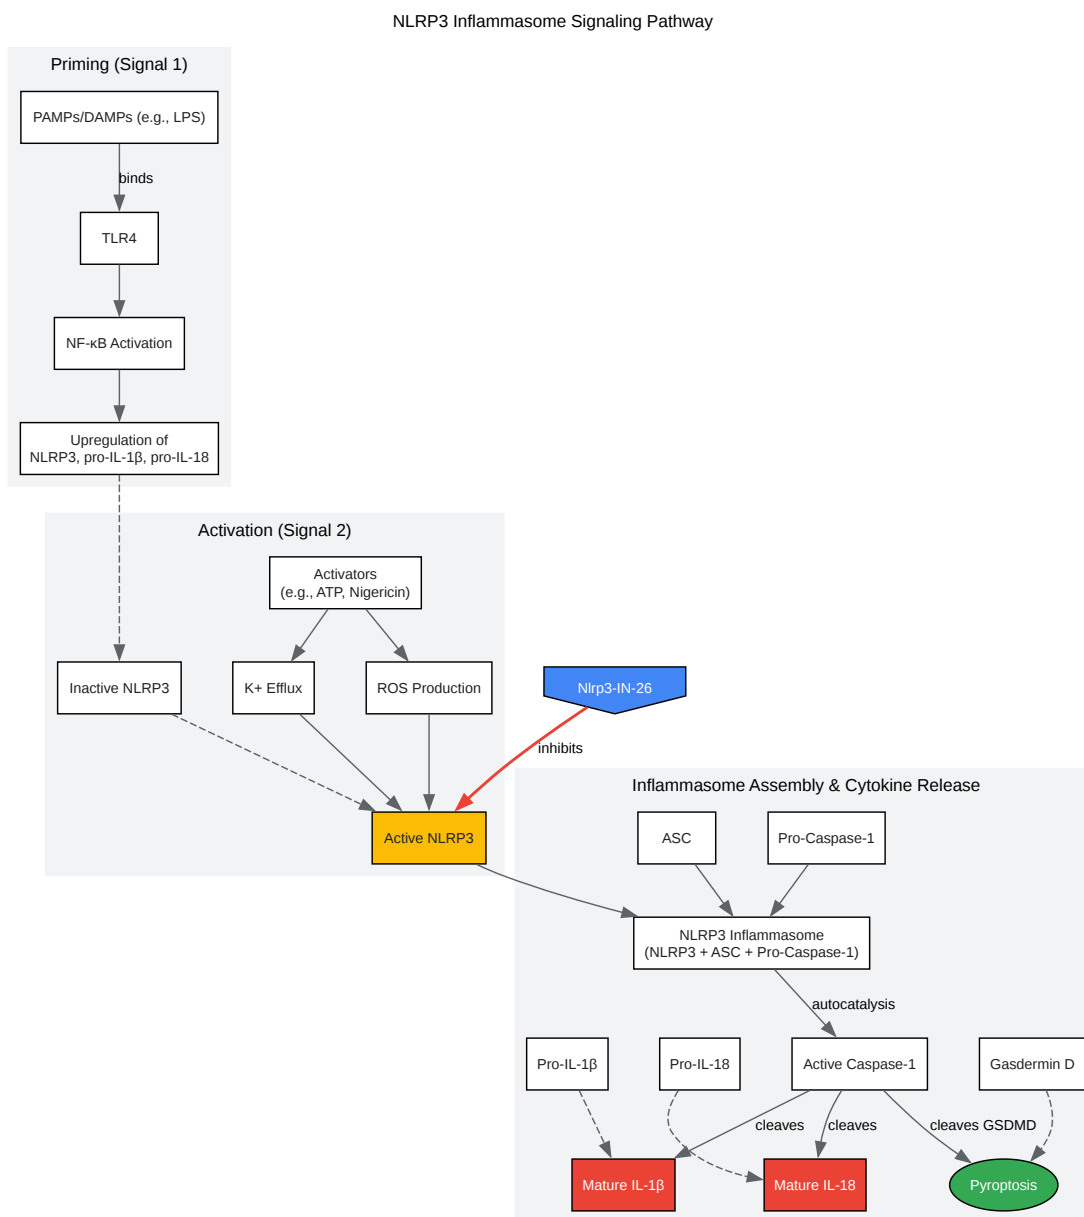 NLRP3 Inflammasome Signaling Pathway
Priming (Signal 1)
PAMPs/DAMPs (e.g., LPS)
binds
TLR4
NF-κB Activation
Upregulation of
NLRP3, pro-IL-1β, pro-IL-18
Activation (Signal 2)
Activators
(e.g., ATP, Nigericin)
Inactive NLRP3
K+ Efflux
ROS Production
Nlrp3-IN-26
inhibits
Active NLRP3
Inflammasome Assembly & Cytokine Release
ASC
Pro-Caspase-1
NLRP3 Inflammasome
(NLRP3 + ASC + Pro-Caspase-1)
autocatalysis
Pro-IL-1β
Pro-IL-18
Active Caspase-1
Gasdermin D
cleaves
cleaves
cleaves GSDMD
Mature IL-1β
Mature IL-18
Pyroptosis